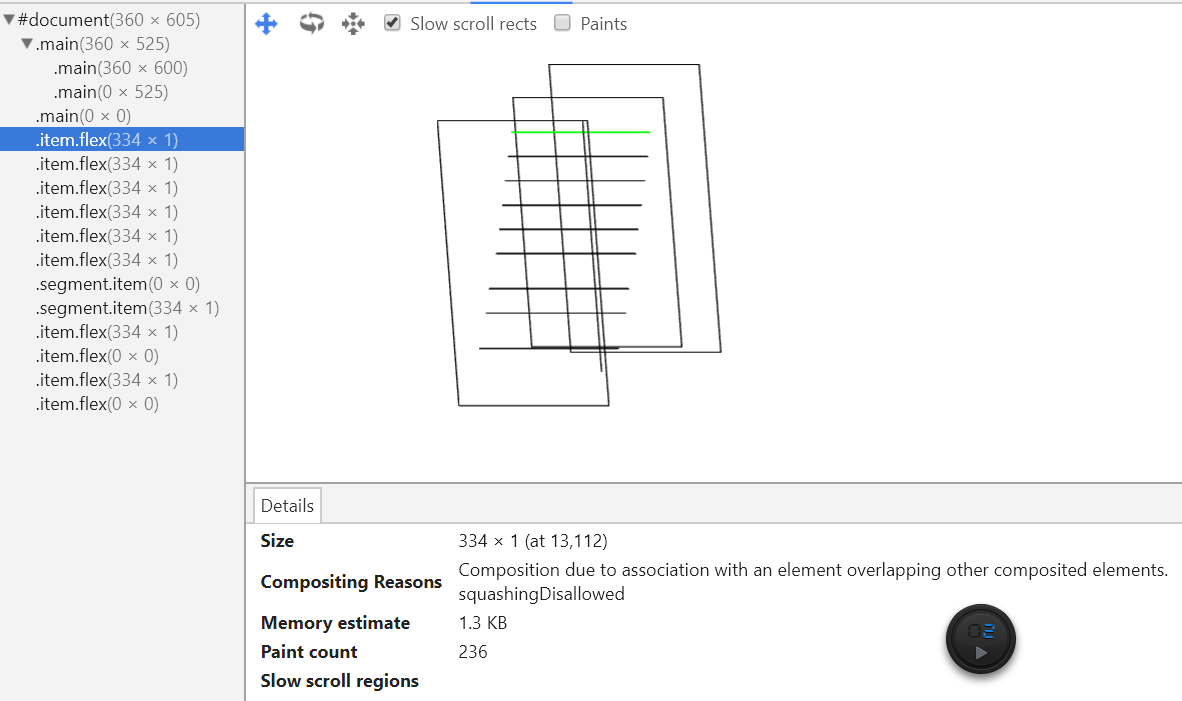 #document(360 × 605)
.main(360 × 525)
.main(360 × 600)
.main(0 × 525)
.main(0 × 0)
.item.flex(334 × 1)
.item.flex(334 × 1)
.item.flex(334 × 1)
.item.flex(334 × 1)
.item.flex(334 × 1)
.item.flex(334 × 1)
.segment.item(0 × 0)
.segment.item(334 × 1)
.item.flex(334 × 1)
.item.flex(0 × 0)
.item.flex(334 × 1)
.item.flex(0 × 0)
Slow scroll rects Paints
Details
Size 334 × 1 (at 13,112)
Compositing Reasons Composition due to association with an element overlapping other composited elements.
squashingDisallowed
Memory estimate 1.3 KB
Paint count 236
Slow scroll regions
02